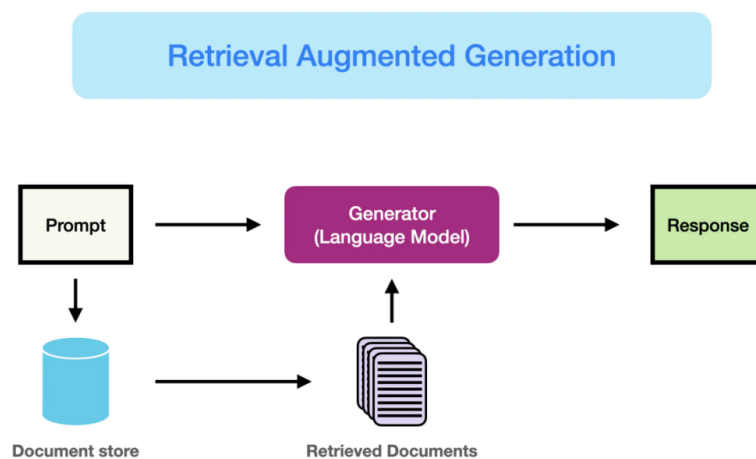 Retrieval Augmented Generation
Prompt
Generator
(Language Model)
Response
Document store
Retrieved Documents